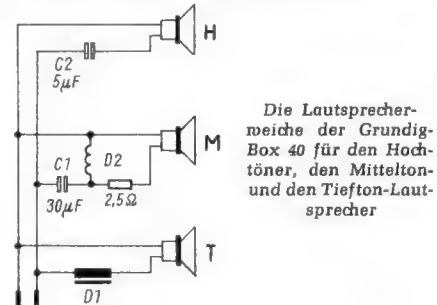 H
C2
5µF
M
C1
D2
30µF
2,5Ω
T
D1
Die Lautsprecher-
weiche der Grundig-
Box 40 für den Hoch-
töner, den Mittelton-
und den Tiefton-Laut-
sprecher